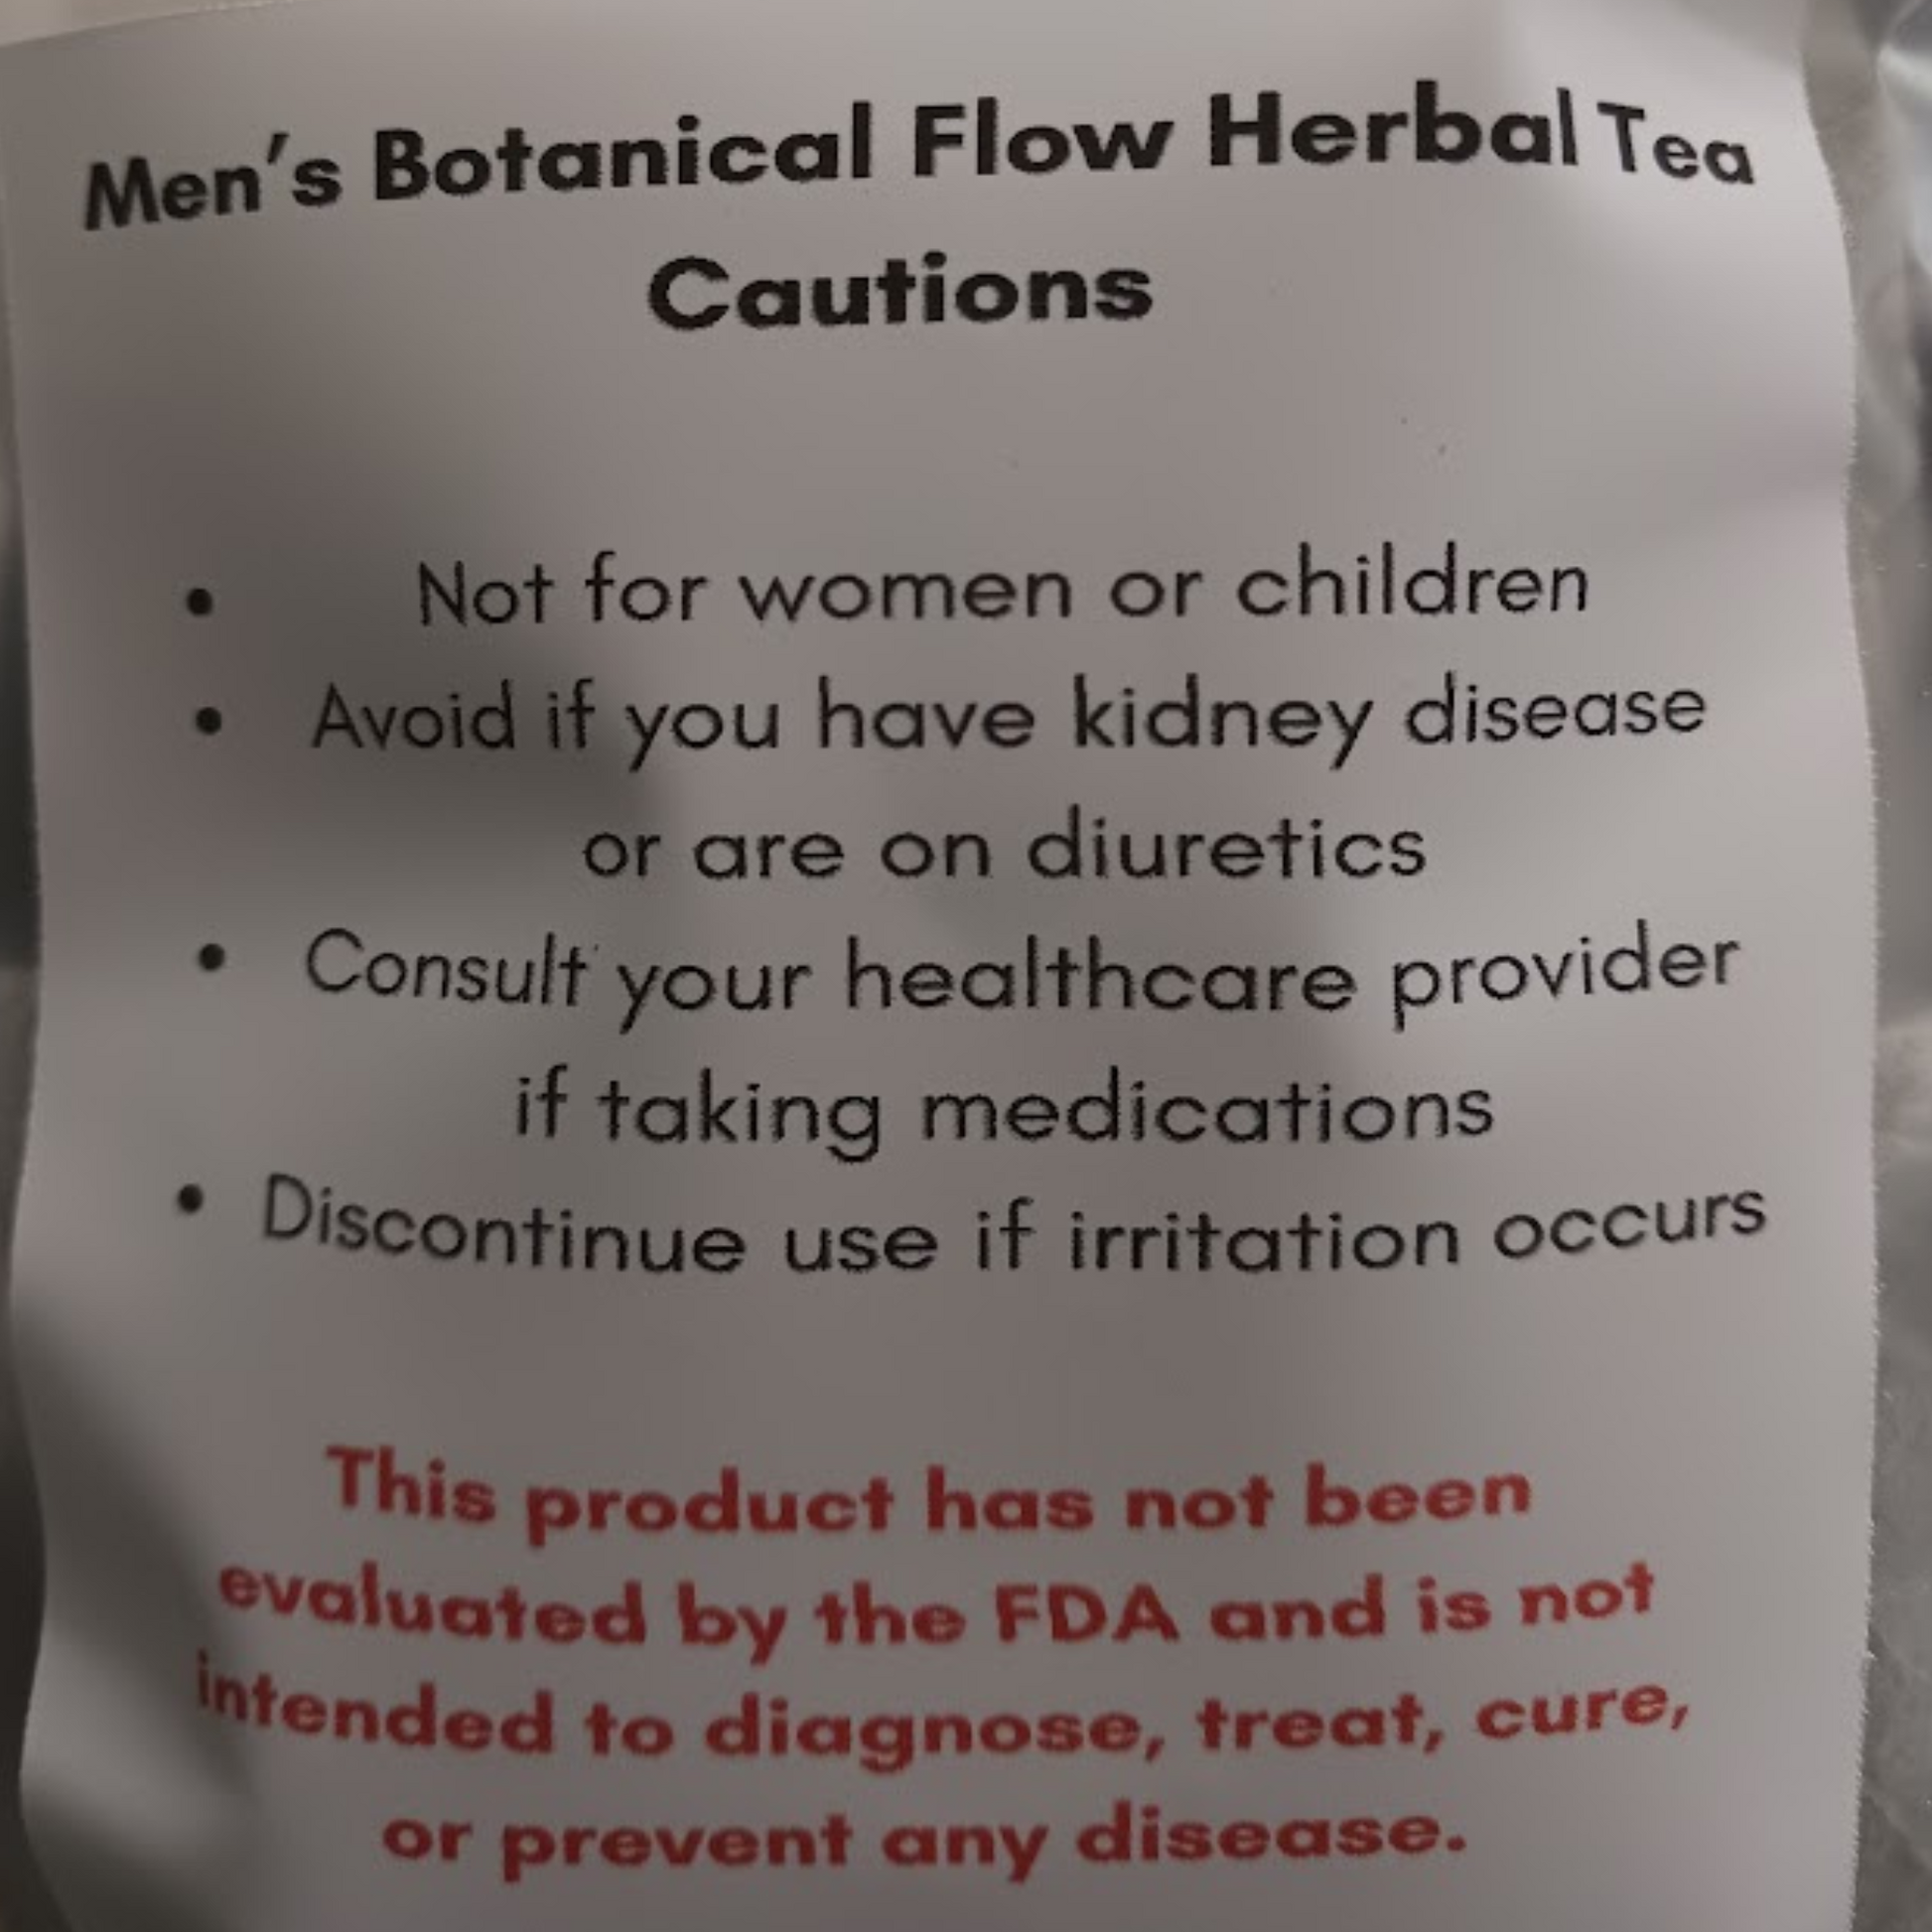 Men's Botanical Flow Herbal Tea
Cautions
• Not for women or children
• Avoid if you have kidney disease
or are on diuretics
• Consult your healthcare provider
if taking medications
• Discontinue use if irritation occurs
This product has not been
evaluated by the FDA and is not
intended to diagnose, treat, cure,
or prevent any disease.